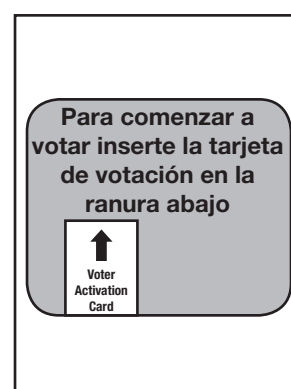 Para comenzar a
votar inserte la tarjeta
de votación en la
ranura abajo
Voter
Activation
Card